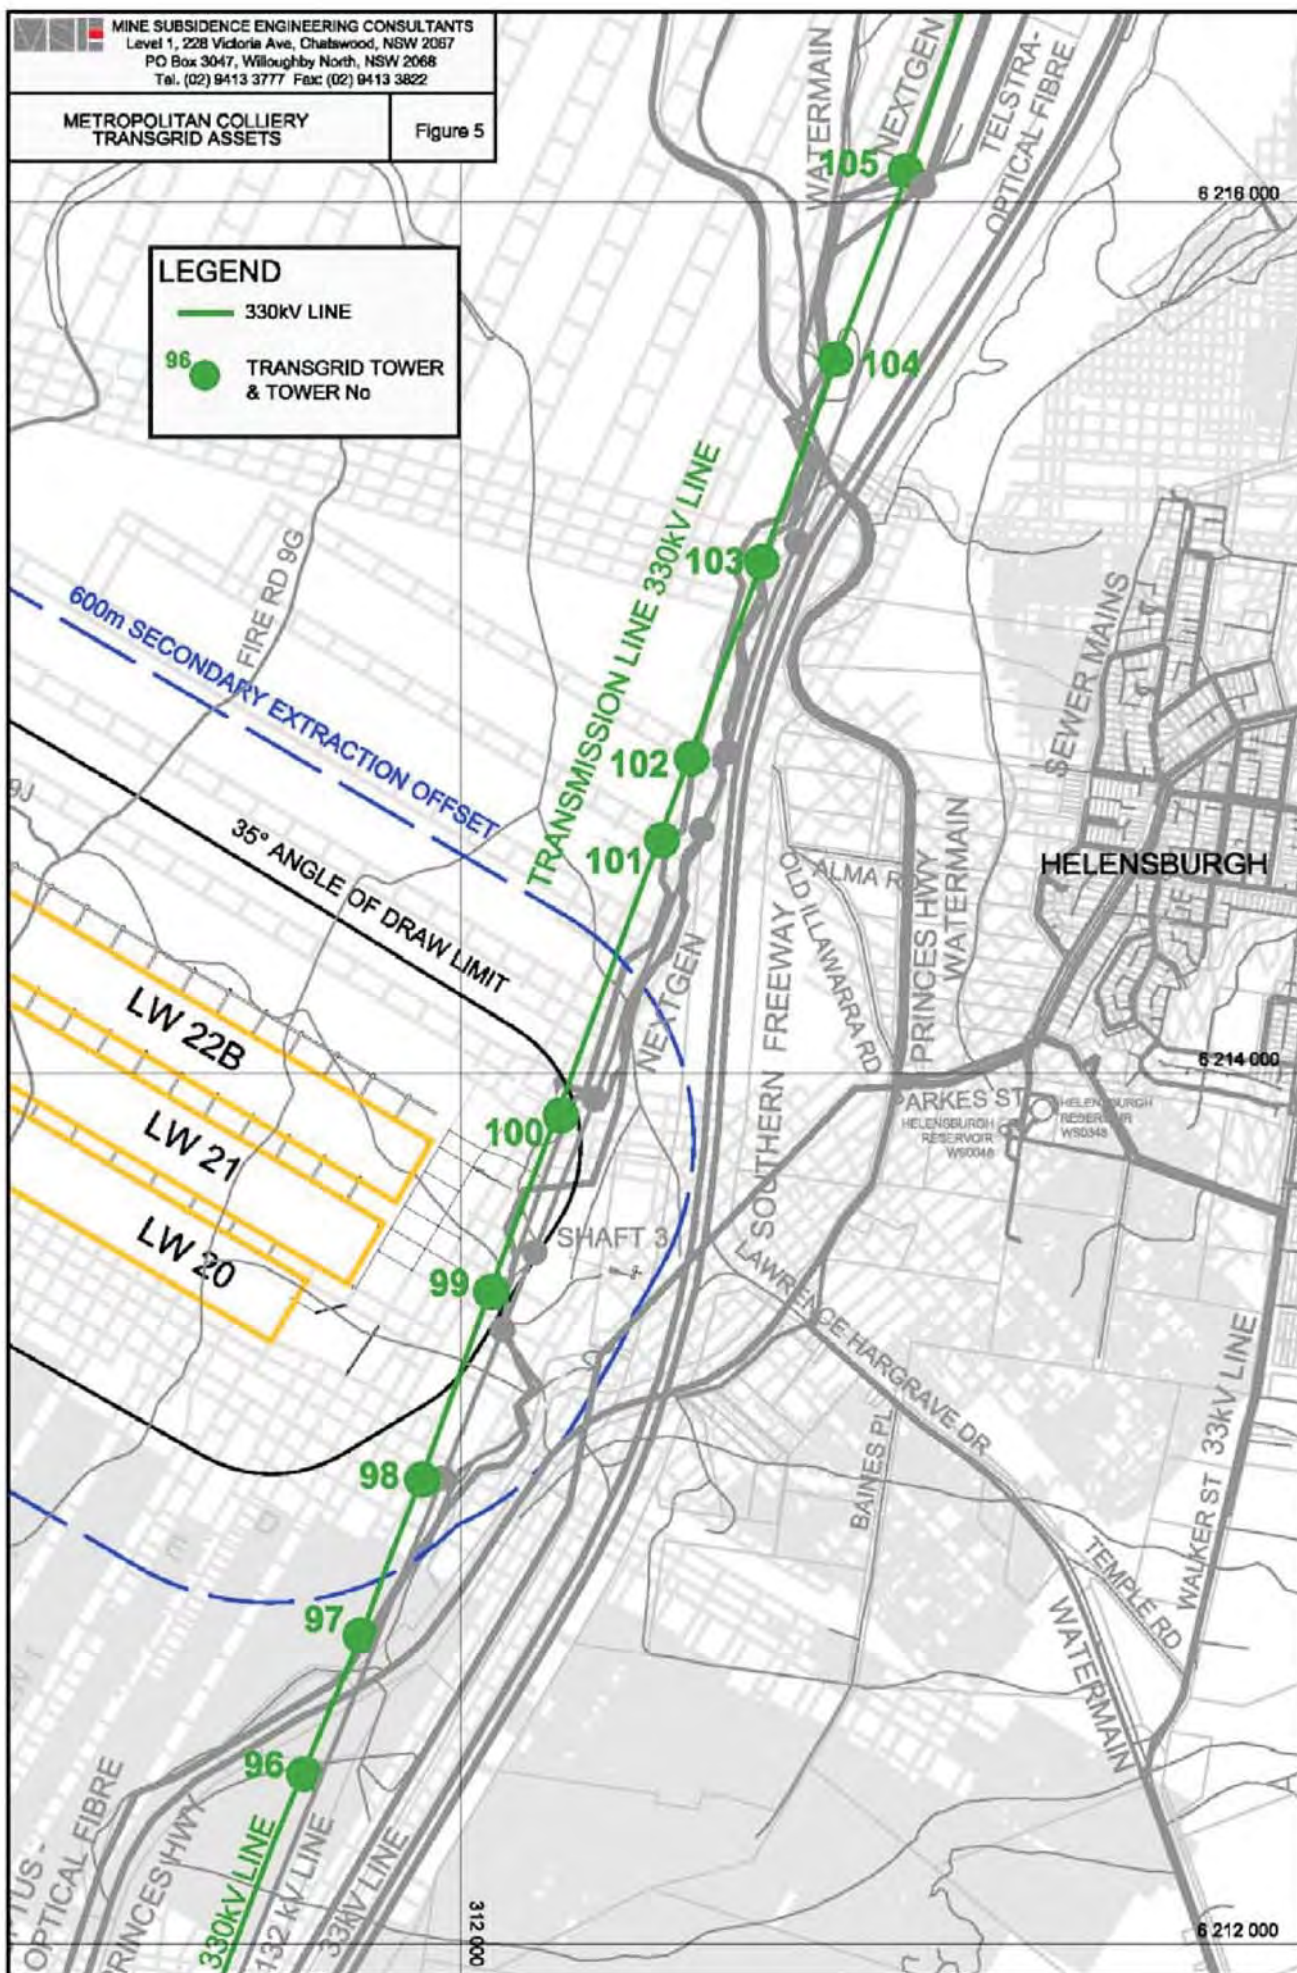 MINE SUBSIDENCE ENGINEERING CONSULTANTS
Level 1, 228 Victoria Ave, Chatswood, NSW 2067
PO Box 3047, Willoughby North, NSW 2068
Tel. (02) 9413 3777 Fax: (02) 9413 3822
METROPOLITAN COLLIERY
TRANSGRID ASSETS
Figure 5
WATERMAIN
NEXTGEN
TELSTRA-
OPTICAL FIBRE
105
6 216 000
LEGEND
330kV LINE
96
TRANSGRID TOWER
& TOWER No
104
FIRE RD 9G
TRANSMISSION LINE 330kV LINE
103
600m SECONDARY EXTRACTION OFFSET
SEWER MAINS
102
9J
35° ANGLE OF DRAW LIMIT
101
ALMA R
OLD ILLAWARRA RD
PRINCES HWY
WATERMAIN
HELENSBURGH
LW 22B
NEXTGEN
SOUTHERN FREEWAY
6 214 000
100
PARKES ST
HELENSBURGH
RESERVOIR
WS0048
HELENSBURGH
RESERVOIR
WS0348
LW 21
LW 20
SHAFT 3
99
LAWRENCE HARGRAVE DR
WALKER ST 33kV LINE
98
BAINES PL
E D
TEMPLE RD
97
WATERMAIN
96
OPTICAL FIBRE
PRINCES HWY
330kV LINE
132 kV LINE
33kV LINE
312 000
6 212 000